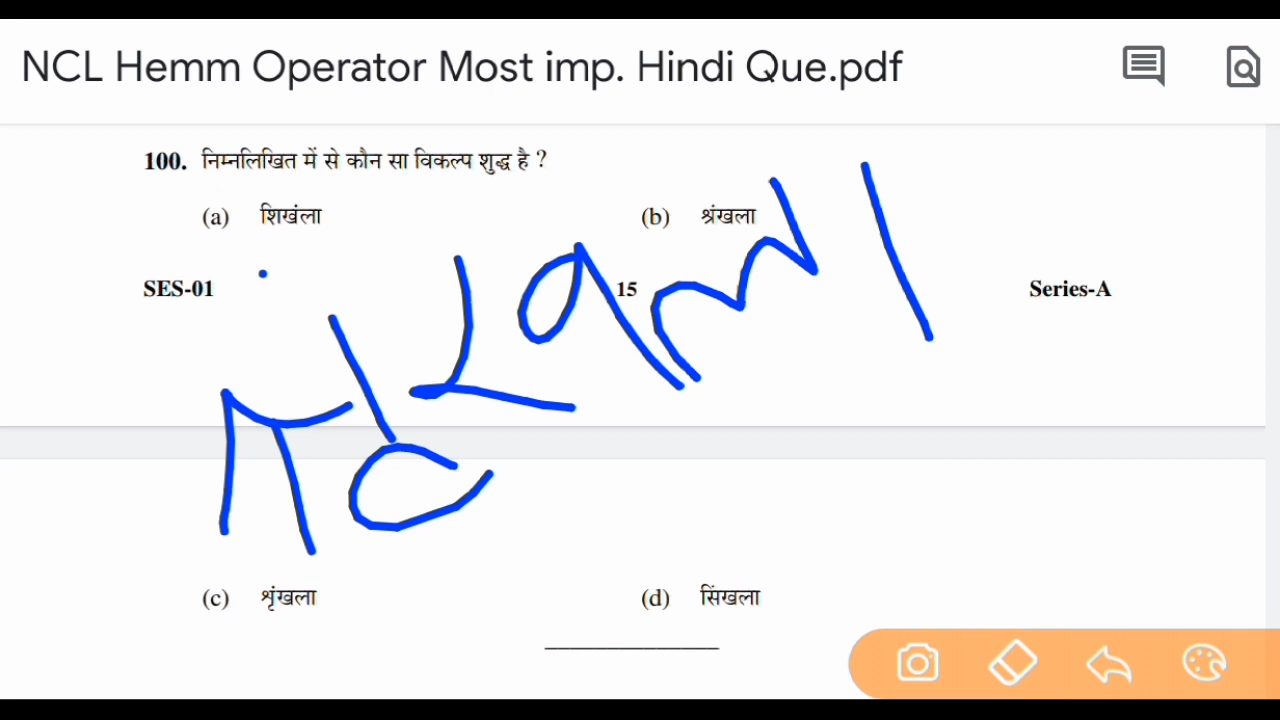 NCL Hemm Operator Most imp. Hindi Que.pdf
100. निम्नलिखित में से कौन सा विकल्प शुद्ध है ?
(a) शिखंला (b) श्रंखला
SES-01 15 Series-A
(c) शृंखला (d) सिंखला